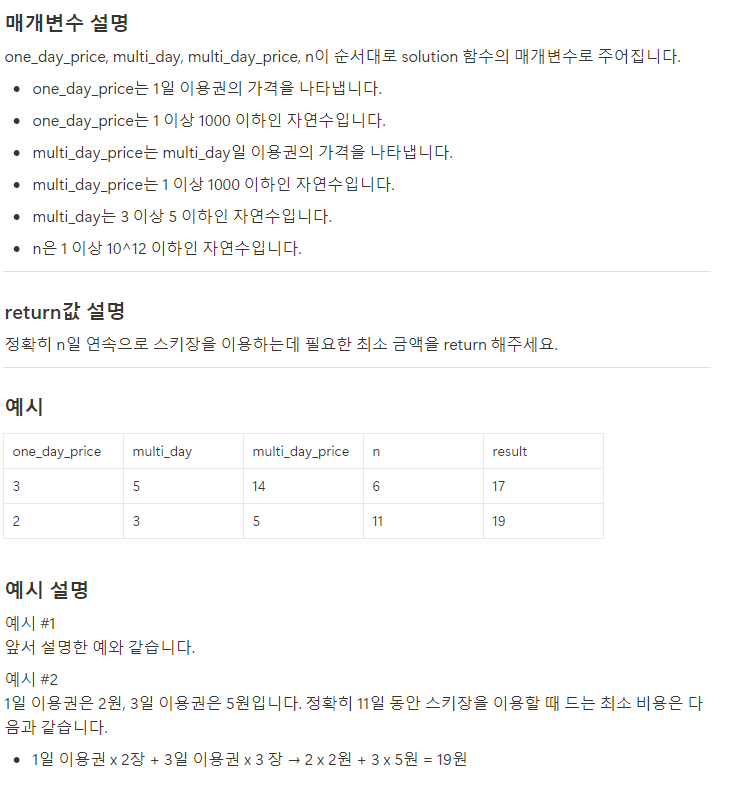 매개변수 설명
one_day_price, multi_day, multi_day_price, n이 순서대로 solution 함수의 매개변수로 주어집니다.
• one_day_price는 1일 이용권의 가격을 나타냅니다.
• one_day_price는 1 이상 1000 이하인 자연수입니다.
• multi_day_price는 multi_day일 이용권의 가격을 나타냅니다.
• multi_day_price는 1 이상 1000 이하인 자연수입니다.
• multi_day는 3 이상 5 이하인 자연수입니다.
• n은 1 이상 10^12 이하인 자연수입니다.
return값 설명
정확히 n일 연속으로 스키장을 이용하는데 필요한 최소 금액을 return 해주세요.
예시
one_day_price multi_day multi_day_price n result
3 5 14 6 17
2 3 5 11 19
예시 설명
예시 #1
앞서 설명한 예와 같습니다.
예시 #2
1일 이용권은 2원, 3일 이용권은 5원입니다. 정확히 11일 동안 스키장을 이용할 때 드는 최소 비용은 다
음과 같습니다.
• 1일 이용권 x 2장 + 3일 이용권 x 3 장 → 2 x 2원 + 3 x 5원 = 19원